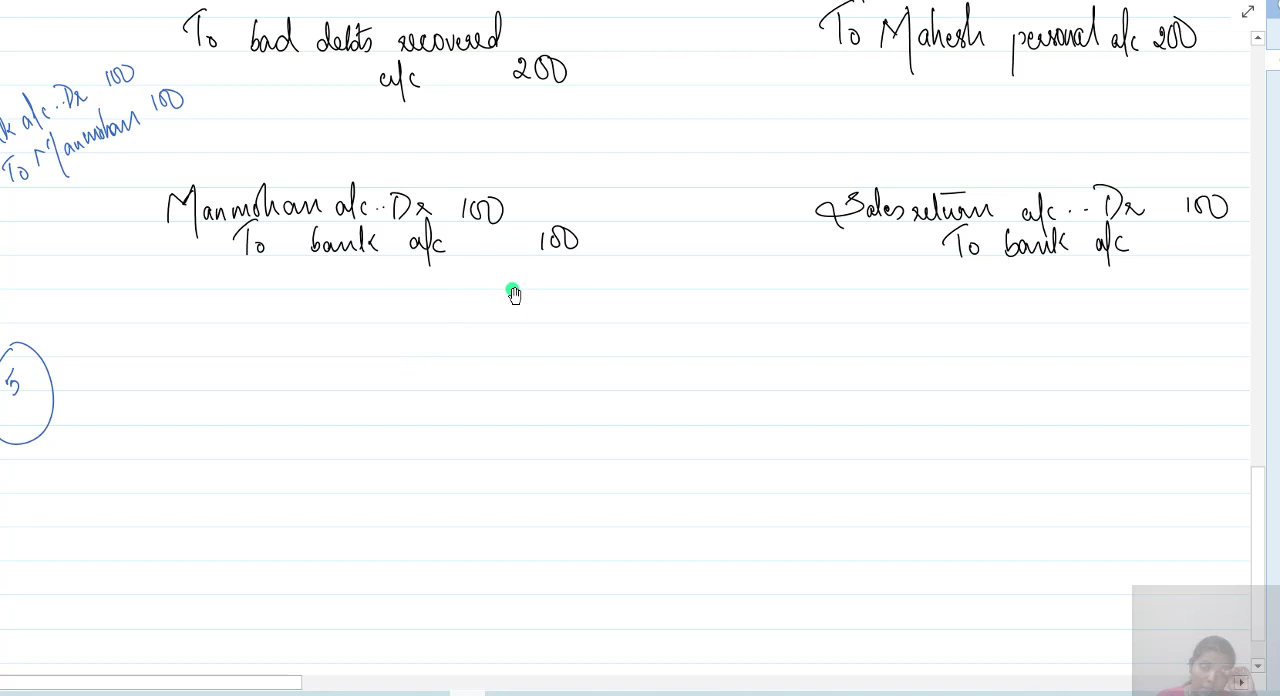 To bad debts recovered
a/c 200
To Mahesh personal a/c 200
k a/c..Dr 100
To Manmohan 100
Manmohan a/c..Dr 100
To bank a/c 100
Sales return a/c... Dr 100
To bank a/c
5